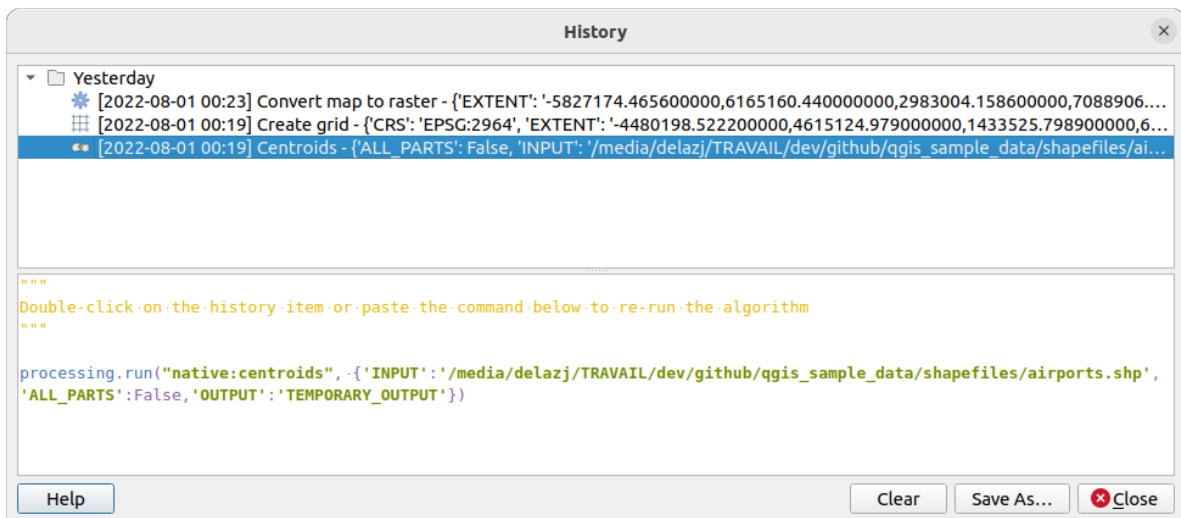 History
Yesterday
[2022-08-01 00:23] Convert map to raster - {'EXTENT': '-5827174.465600000,6165160.440000000,2983004.158600000,7088906....
[2022-08-01 00:19] Create grid - {'CRS': 'EPSG:2964', 'EXTENT': '-4480198.522200000,4615124.979000000,1433525.798900000,6...
[2022-08-01 00:19] Centroids - {'ALL_PARTS': False, 'INPUT': '/media/delazj/TRAVAIL/dev/github/qgis_sample_data/shapefiles/ai...
"""
Double-click·on·the·history·item·or·paste·the·command·below·to·re-run·the·algorithm
"""
processing.run("native:centroids",·{'INPUT':'/media/delazj/TRAVAIL/dev/github/qgis_sample_data/shapefiles/airports.shp',
'ALL_PARTS':False,'OUTPUT':'TEMPORARY_OUTPUT'})
Help Clear Save As... Close